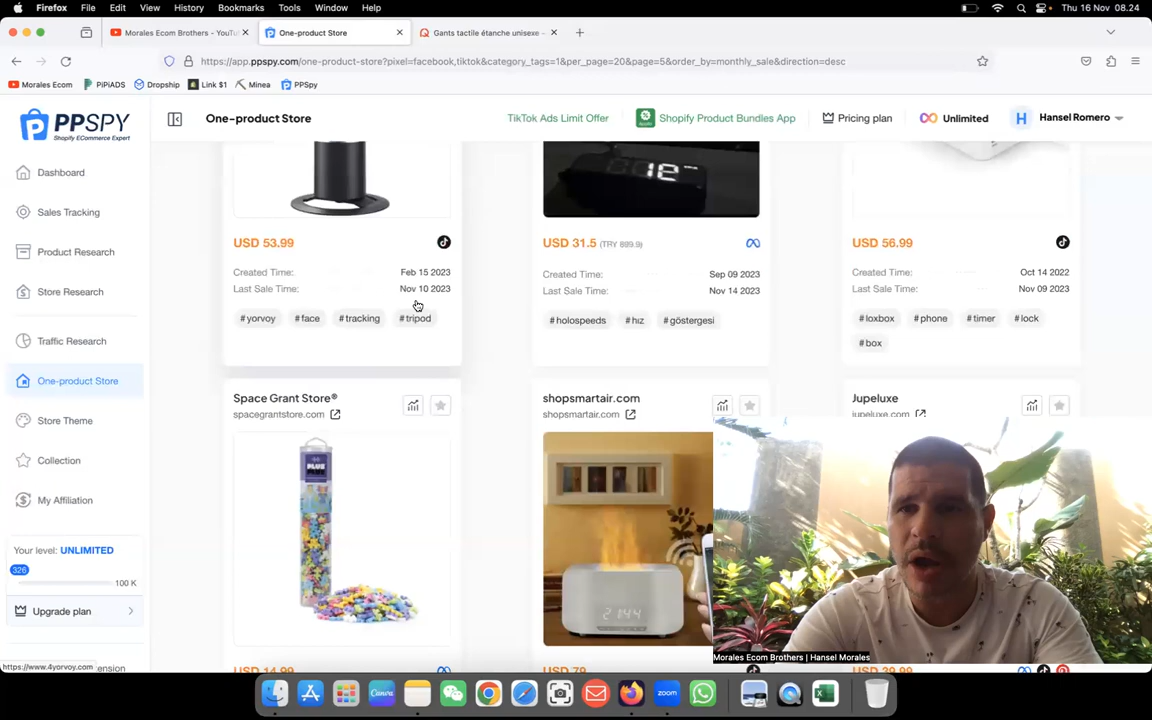 Firefox File Edit View History Bookmarks Tools Window Help
Thu 16 Nov 08.24
Morales Ecom Brothers - YouTu
One-product Store
Gants tactile étanche unisexe -
https://app.ppspy.com/one-product-store?pixel=facebook,tiktok&category_tags=1&per_page=20&page=5&order_by=monthly_sale&direction=desc
Morales Ecom PiPiADS Dropship Link $1 Minea PPSpy
PPSPY
Shopify ECommerce Expert
One-product Store
TikTok Ads Limit Offer
Shopify Product Bundles App
Pricing plan
Unlimited
H Hansel Romero
Dashboard
Sales Tracking
Product Research
Store Research
Traffic Research
One-product Store
Store Theme
Collection
My Affiliation
Your level: UNLIMITED
326
100 K
Upgrade plan
https://www.4yorvoy.com
ension
USD 53.99
Created Time: Feb 15 2023
Last Sale Time: Nov 10 2023
#yorvoy #face #tracking #tripod
USD 31.5 (TRY 899.9)
Created Time: Sep 09 2023
Last Sale Time: Nov 14 2023
#holospeeds #hız #göstergesi
USD 56.99
Created Time: Oct 14 2022
Last Sale Time: Nov 09 2023
#loxbox #phone #timer #lock
#box
Space Grant Store®
spacegrantstore.com
PLUS PLUS
USD 14.99
shopsmartair.com
shopsmartair.com
21:44
USD 79
Jupeluxe
jupeluxe.com
USD 39.99
Morales Ecom Brothers | Hansel Morales
Canva
zoom